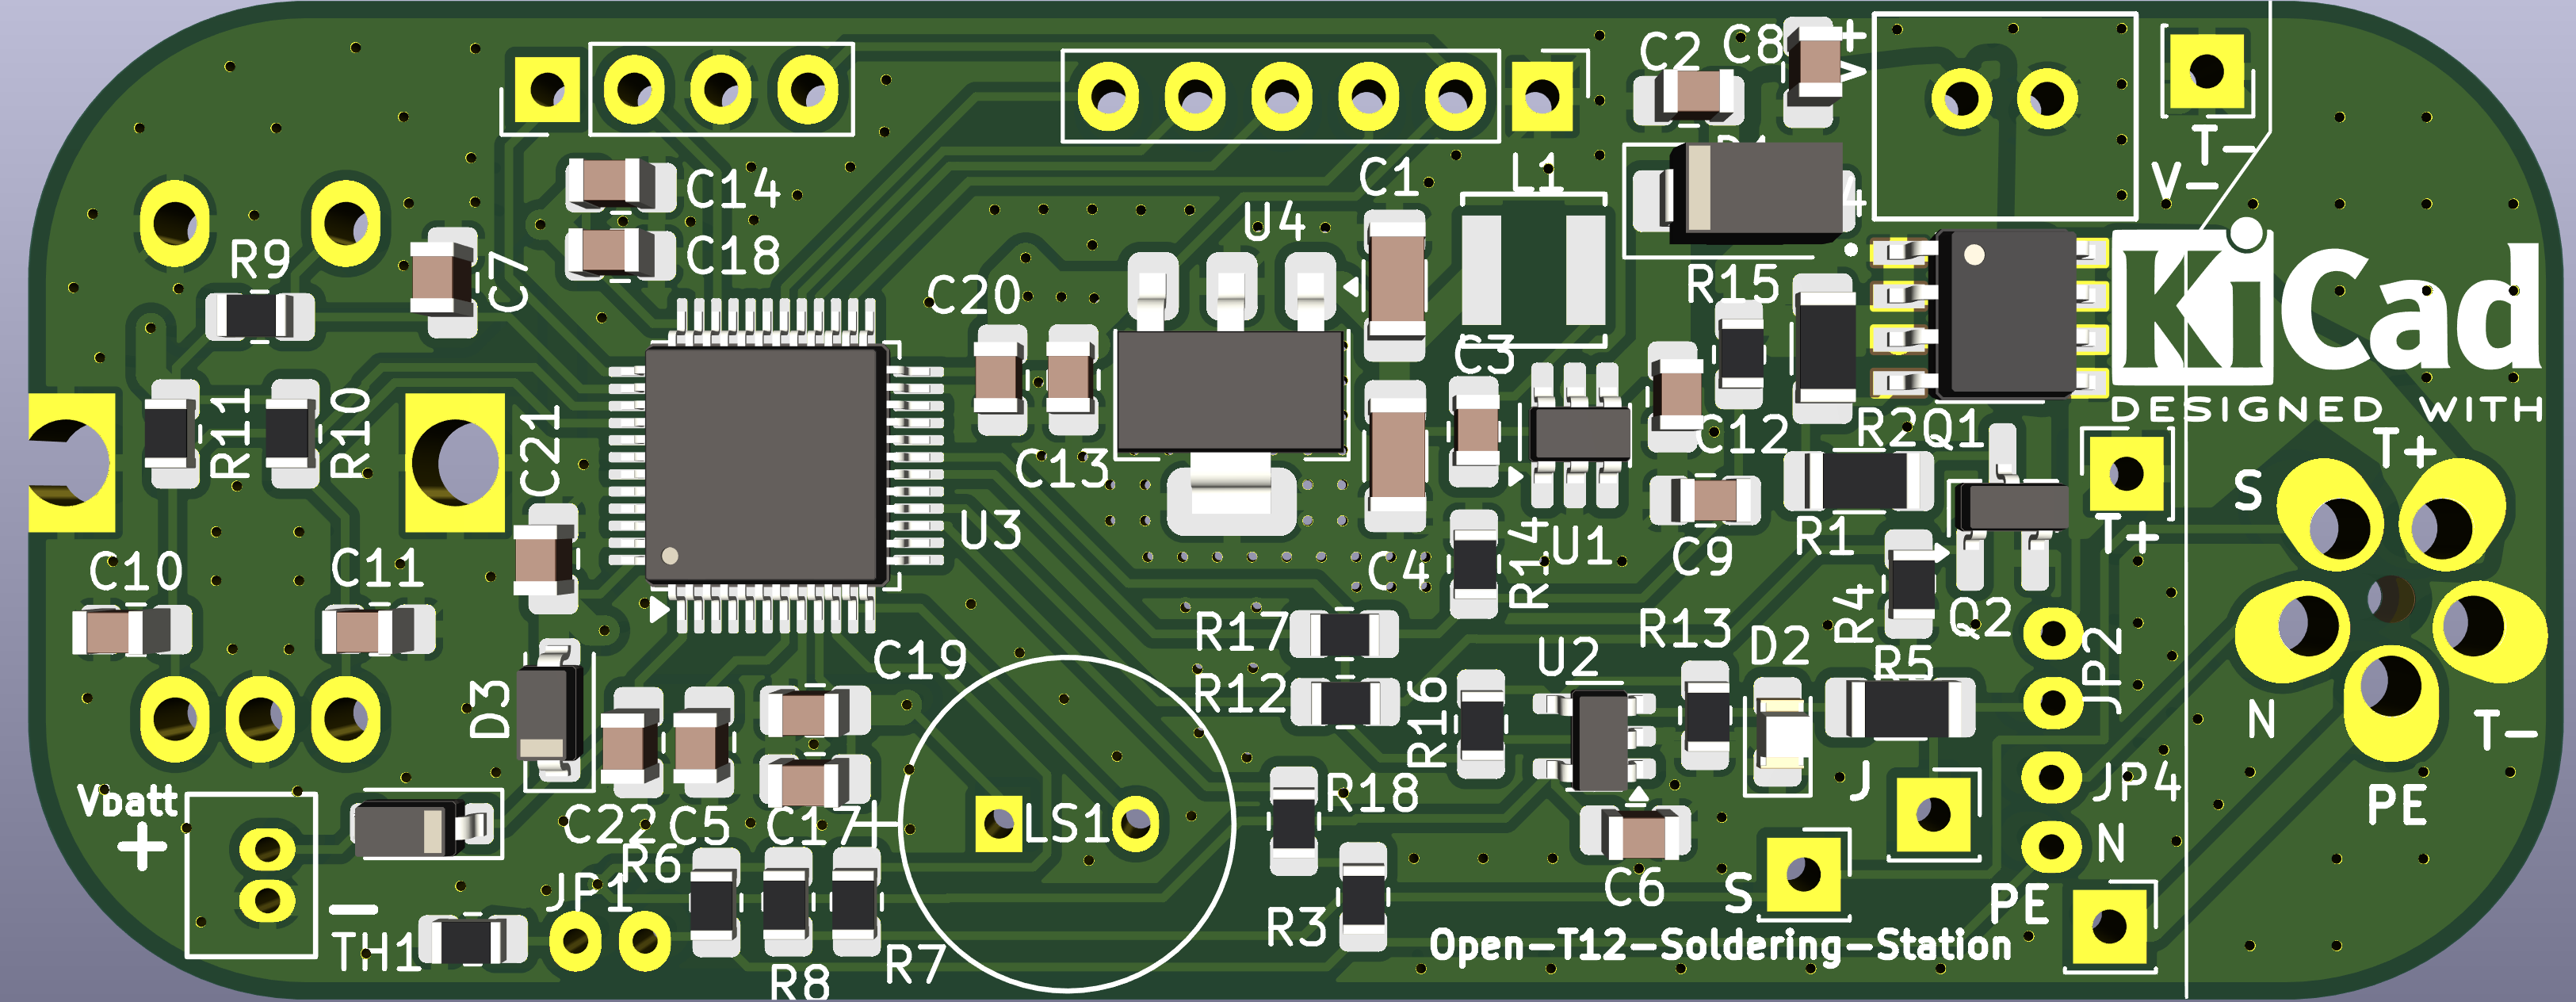 C2
C8
V+
T-
V-
C14
C18
C1
L1
U4
4
R9
C7
C20
R15
KiCad
DESIGNED WITH
C3
R11
R10
C21
C13
U3
C12
R2
Q1
T+
S
T+
C10
C11
C4
R14
U1
C9
R1
R4
Q2
JP2
R17
R12
R16
U2
R13
D2
R5
N
T-
D3
C19
Vbatt
+
C22
C5
C17
+
LS1
R18
J
JP4
PE
N
R6
JP1
TH1
-
R8
R7
R3
C6
S
PE
Open-T12-Soldering-Station